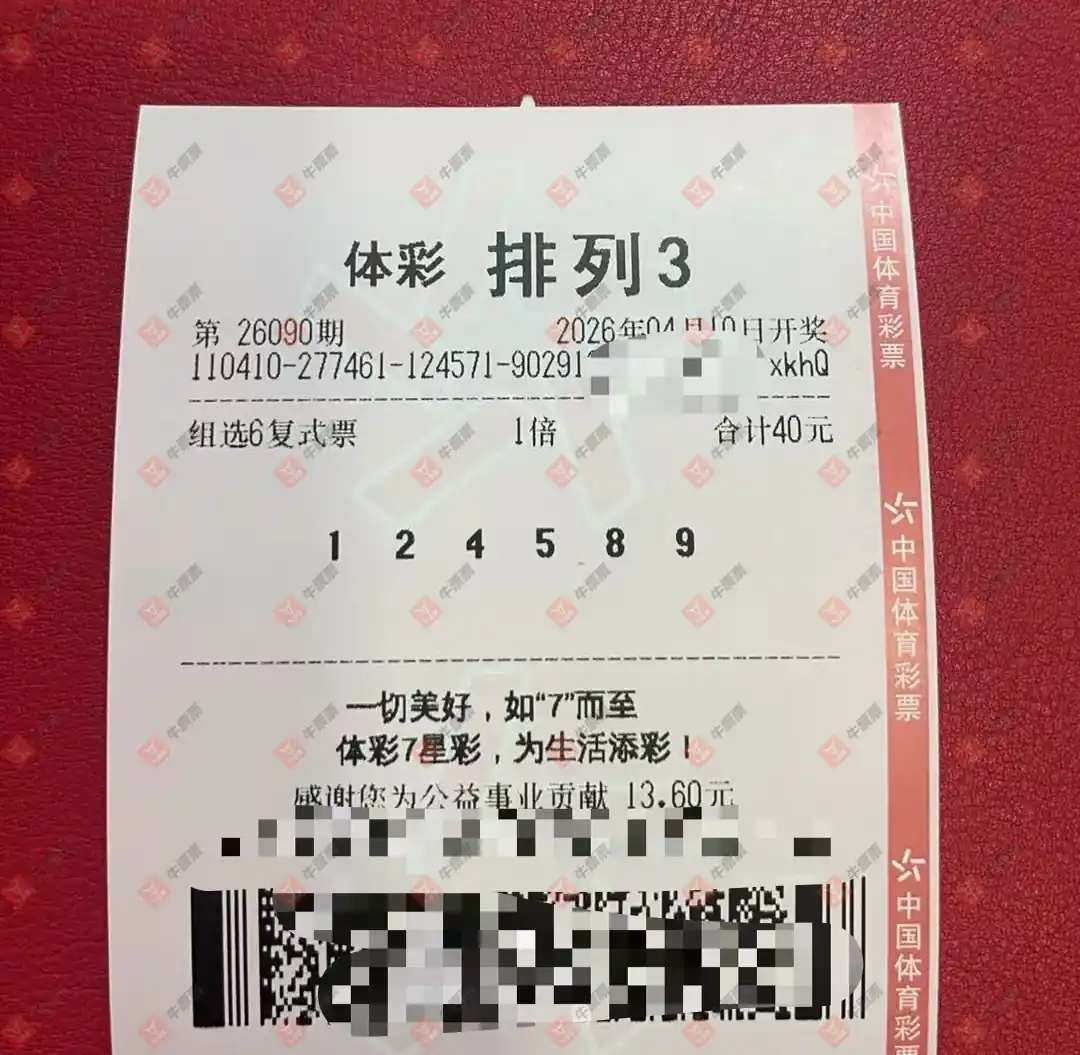 体彩 排列3
第 26090期 2026年04月10日开奖
110410-277461-124571-90291 xkhQ
组选6复式票 1倍 合计40元
1 2 4 5 8 9
一切美好，如“7”而至
体彩7星彩，为生活添彩！
感谢您为公益事业贡献 13.60元
中国体育彩票
中国体育彩票
中国体育彩票
牛票票